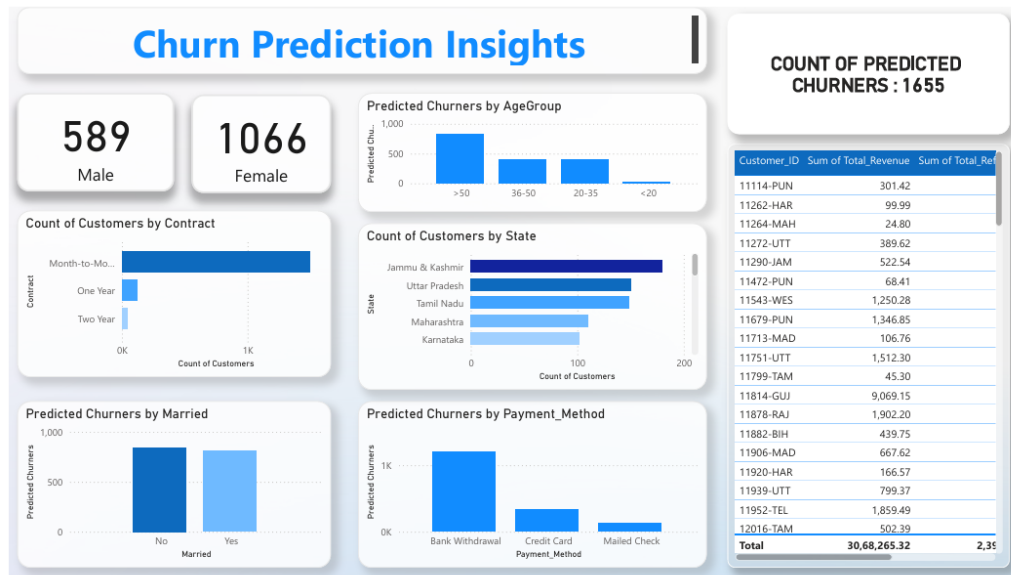 Churn Prediction Insights
COUNT OF PREDICTED
CHURNERS : 1655
589
Male
1066
Female
Predicted Churners by AgeGroup
Predicted Chu...
1,000
500
0
>50
36-50
20-35
<20
Count of Customers by Contract
Contract
Month-to-Mo...
One Year
Two Year
0K
1K
Count of Customers
Count of Customers by State
State
Jammu & Kashmir
Uttar Pradesh
Tamil Nadu
Maharashtra
Karnataka
0
100
200
Count of Customers
Predicted Churners by Married
Predicted Churners
1,000
500
0
No
Yes
Married
Predicted Churners by Payment_Method
Predicted Churners
1K
0K
Bank Withdrawal
Credit Card
Mailed Check
Payment_Method
Customer_ID Sum of Total_Revenue Sum of Total_Ref
11114-PUN 301.42
11262-HAR 99.99
11264-MAH 24.80
11272-UTT 389.62
11290-JAM 522.54
11472-PUN 68.41
11543-WES 1,250.28
11679-PUN 1,346.85
11713-MAD 106.76
11751-UTT 1,512.30
11799-TAM 45.30
11814-GUJ 9,069.15
11878-RAJ 1,902.20
11882-BIH 439.75
11906-MAD 667.62
11920-HAR 166.57
11939-UTT 799.37
11952-TEL 1,859.49
12016-TAM 502.39
Total 30,68,265.32 2,39